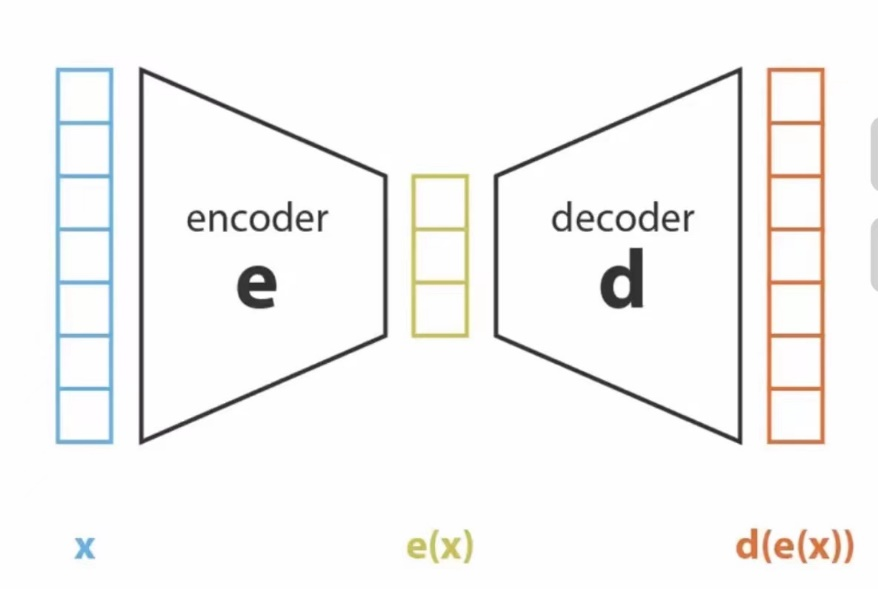 encoder
e
decoder
d
x
e(x)
d(e(x))